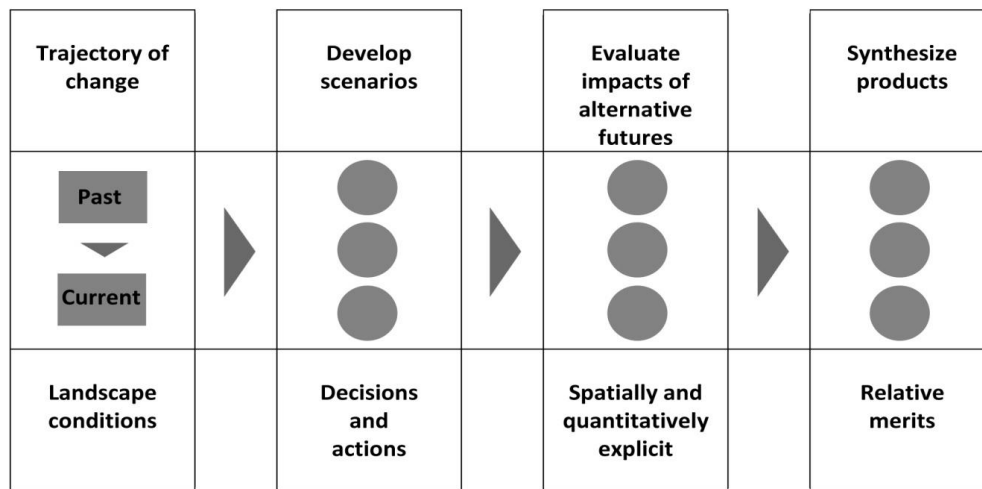 Trajectory of
change
Develop
scenarios
Evaluate
impacts of
alternative
futures
Synthesize
products
Past
Current
Landscape
conditions
Decisions
and
actions
Spatially and
quantitatively
explicit
Relative
merits